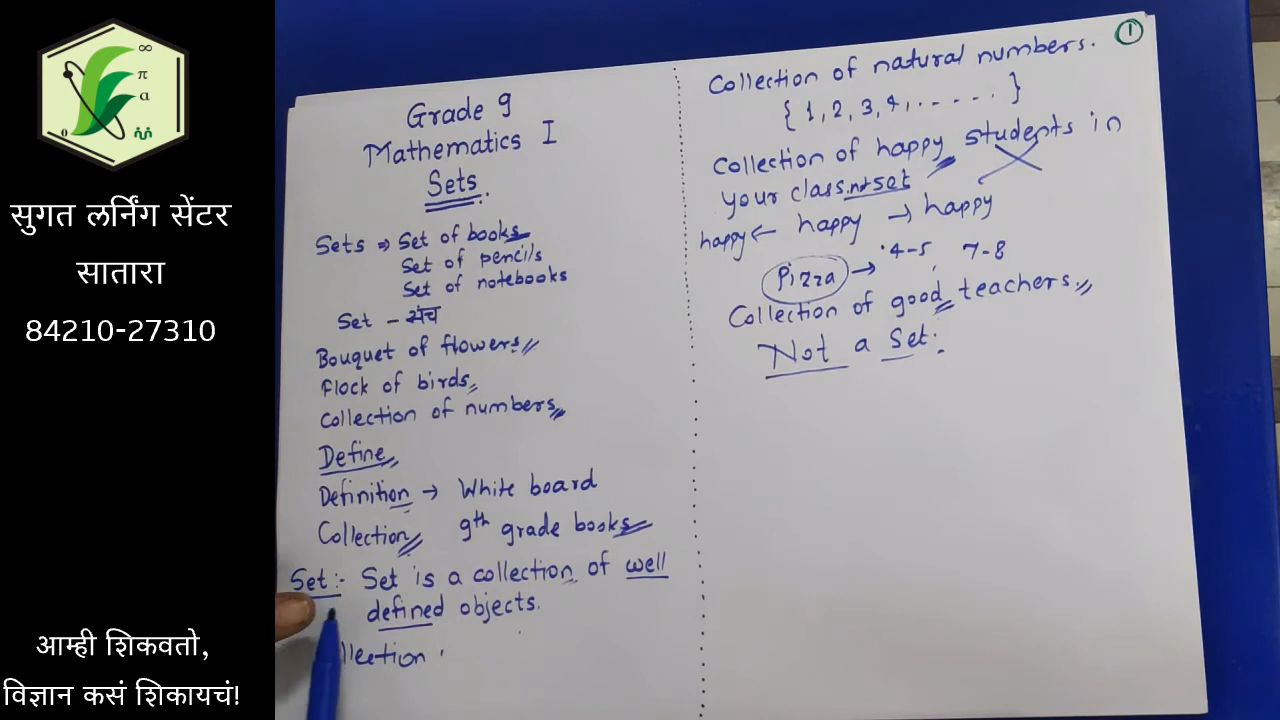 ∞
π
a
सुगत लर्निंग सेंटर
सातारा
84210-27310
आम्ही शिकवतो,
विज्ञान कसं शिकायचं!
Grade 9
Mathematics I
Sets
Sets ⇒ Set of books
Set of pencils
Set of notebooks
Set - संच
Bouquet of flowers
Flock of birds
Collection of numbers
Define
Definition → White board
Collection 9th grade books
Set :- Set is a collection of well
defined objects.
llection
1
Collection of natural numbers.
{ 1, 2, 3, 4, ...... }
Collection of happy students in
your class. not set
happy ← happy → happy
Pizza → 4-5, 7-8
Collection of good teachers
Not a Set.